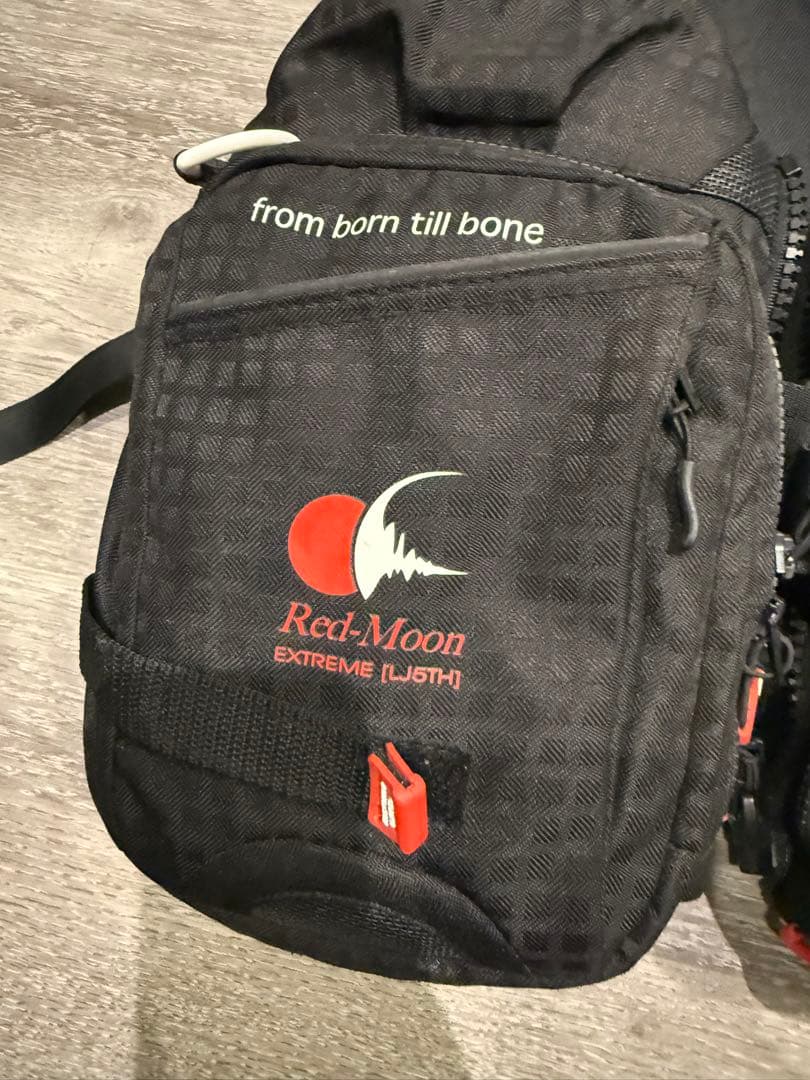 from born till bone
Red-Moon
EXTREME [LJ5TH]